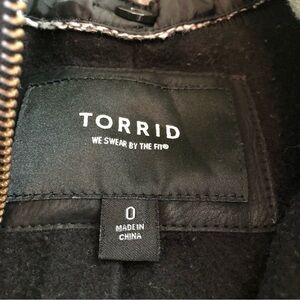 TORRID
WE SWEAR BY THE FIT®
0
MADE IN
CHINA